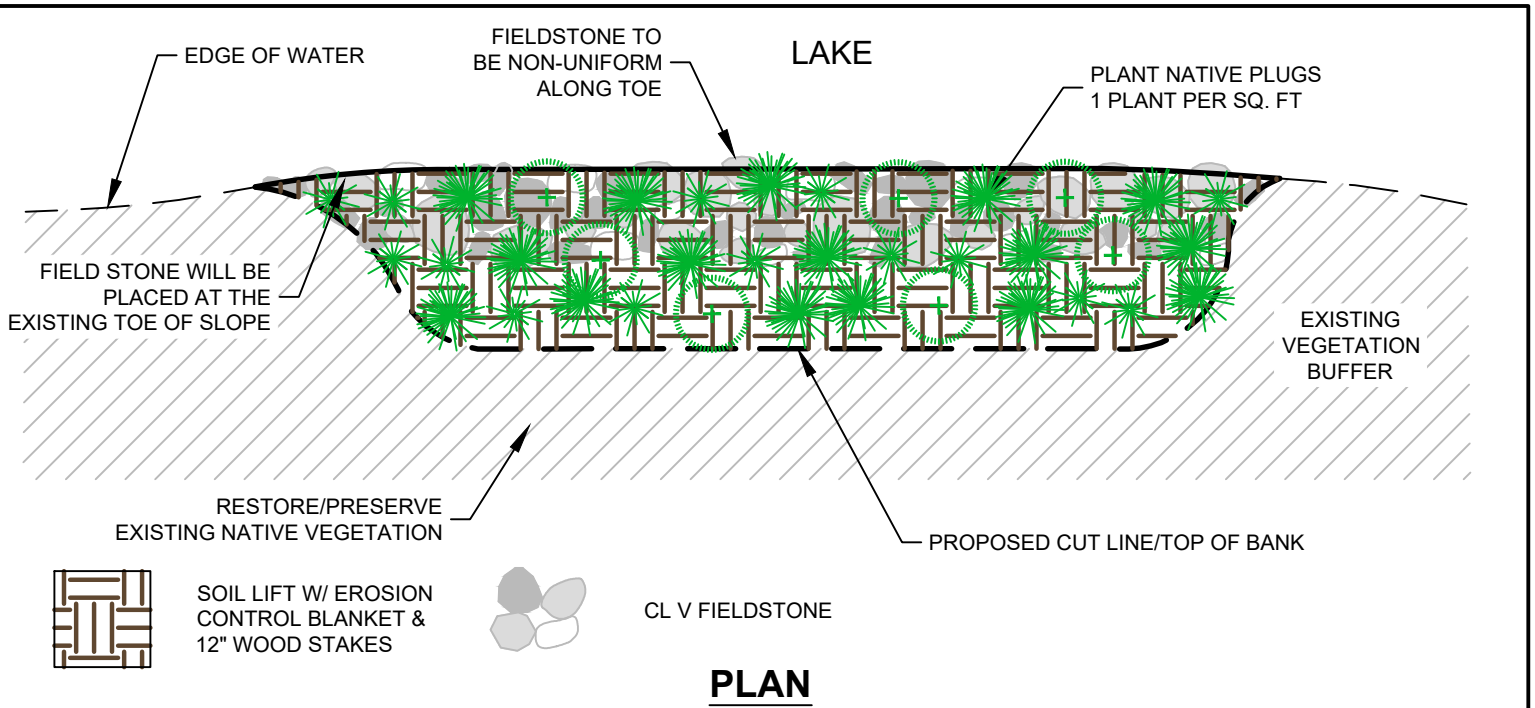 EDGE OF WATER
FIELDSTONE TO
BE NON-UNIFORM
ALONG TOE
LAKE
PLANT NATIVE PLUGS
1 PLANT PER SQ. FT
FIELD STONE WILL BE
PLACED AT THE
EXISTING TOE OF SLOPE
EXISTING
VEGETATION
BUFFER
RESTORE/PRESERVE
EXISTING NATIVE VEGETATION
PROPOSED CUT LINE/TOP OF BANK
SOIL LIFT W/ EROSION
CONTROL BLANKET &
12" WOOD STAKES
CL V FIELDSTONE
PLAN